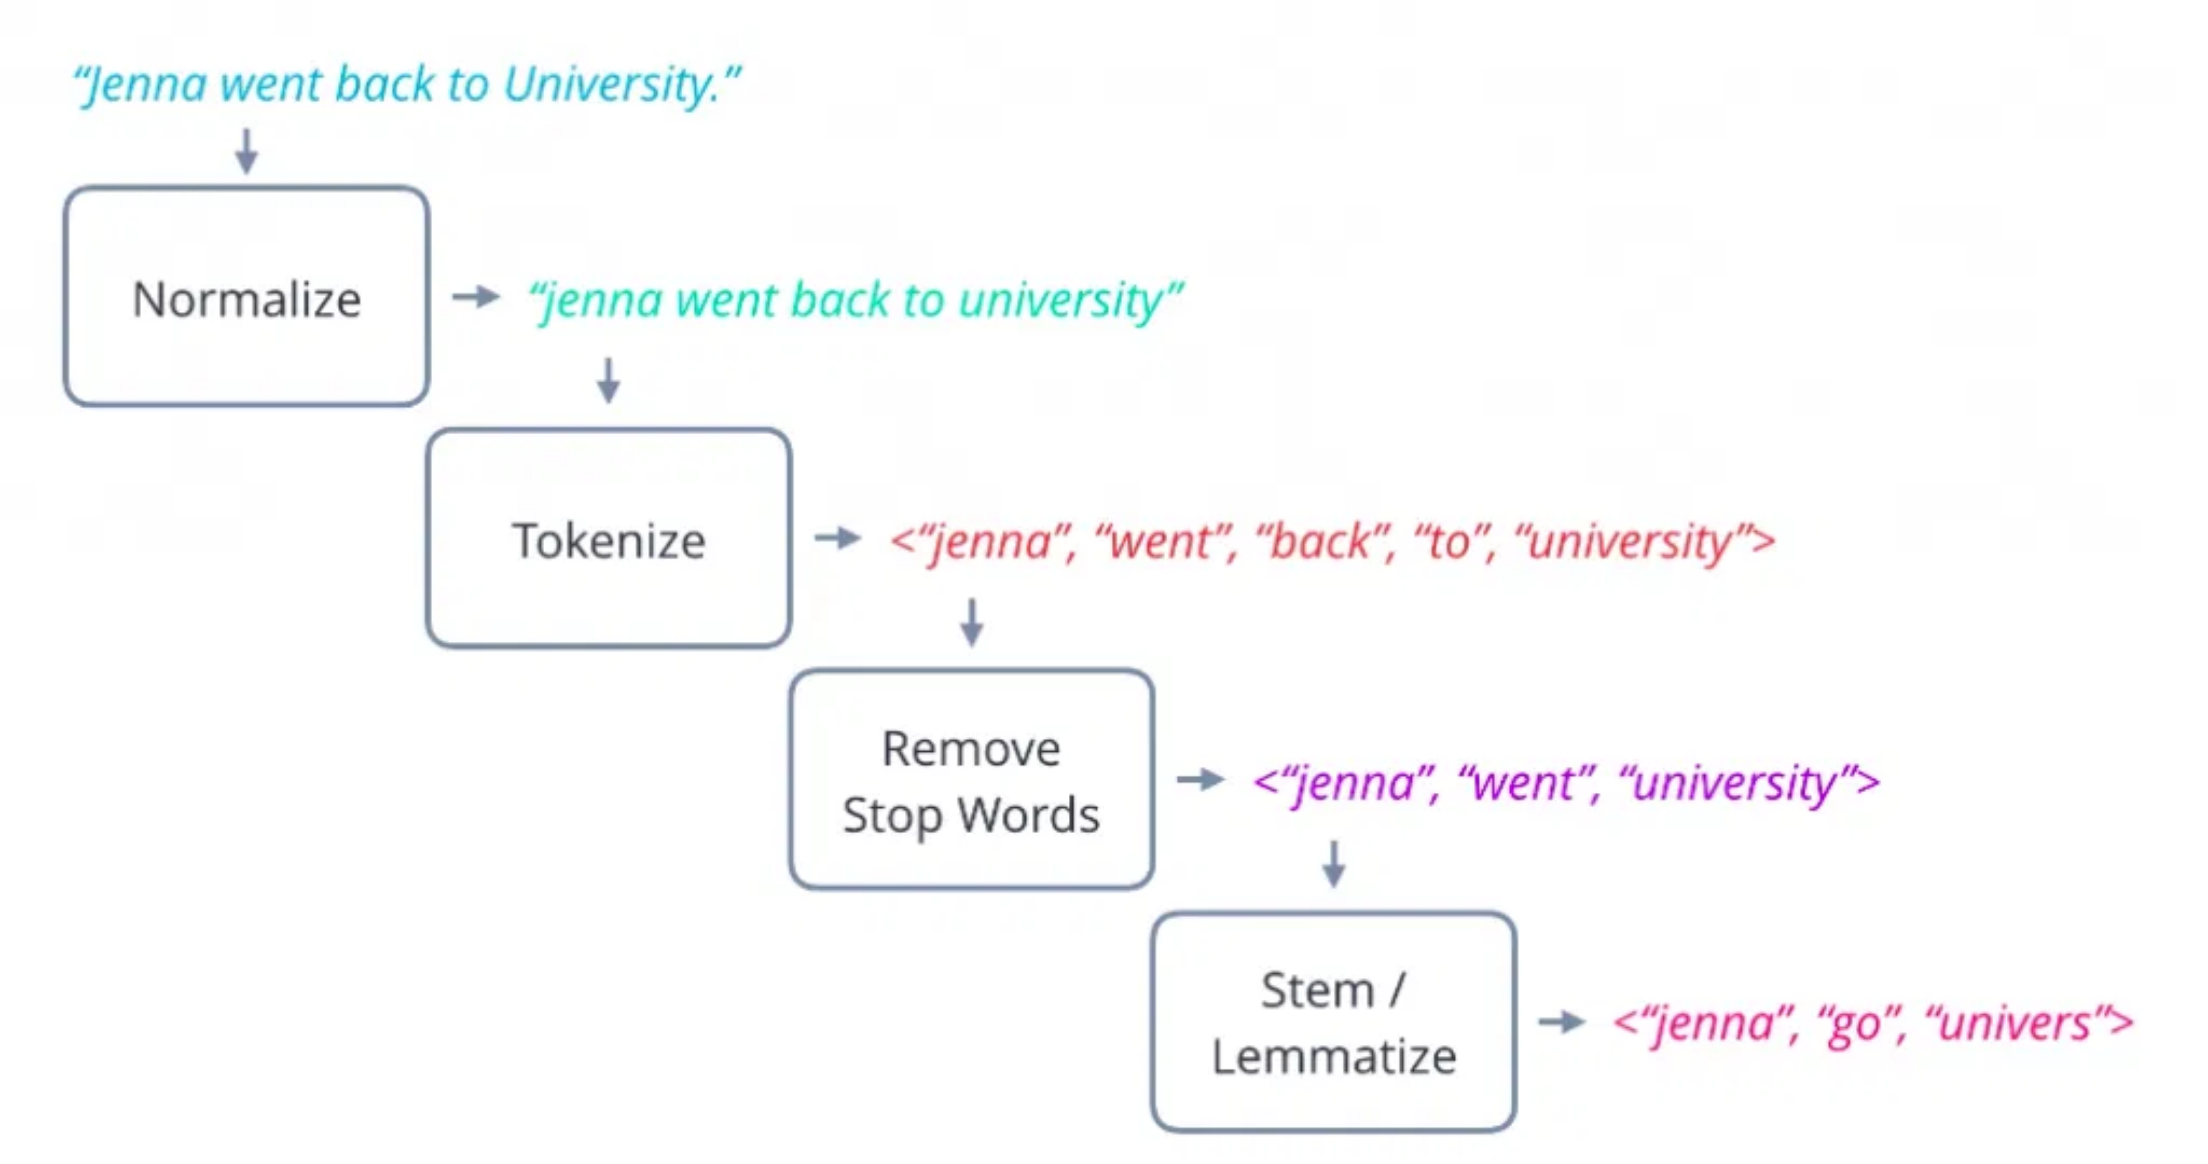 “Jenna went back to University.”
Normalize
“jenna went back to university”
Tokenize
<“jenna”, “went”, “back”, “to”, “university”>
Remove
Stop Words
<“jenna”, “went”, “university”>
Stem /
Lemmatize
<“jenna”, “go”, “univers”>